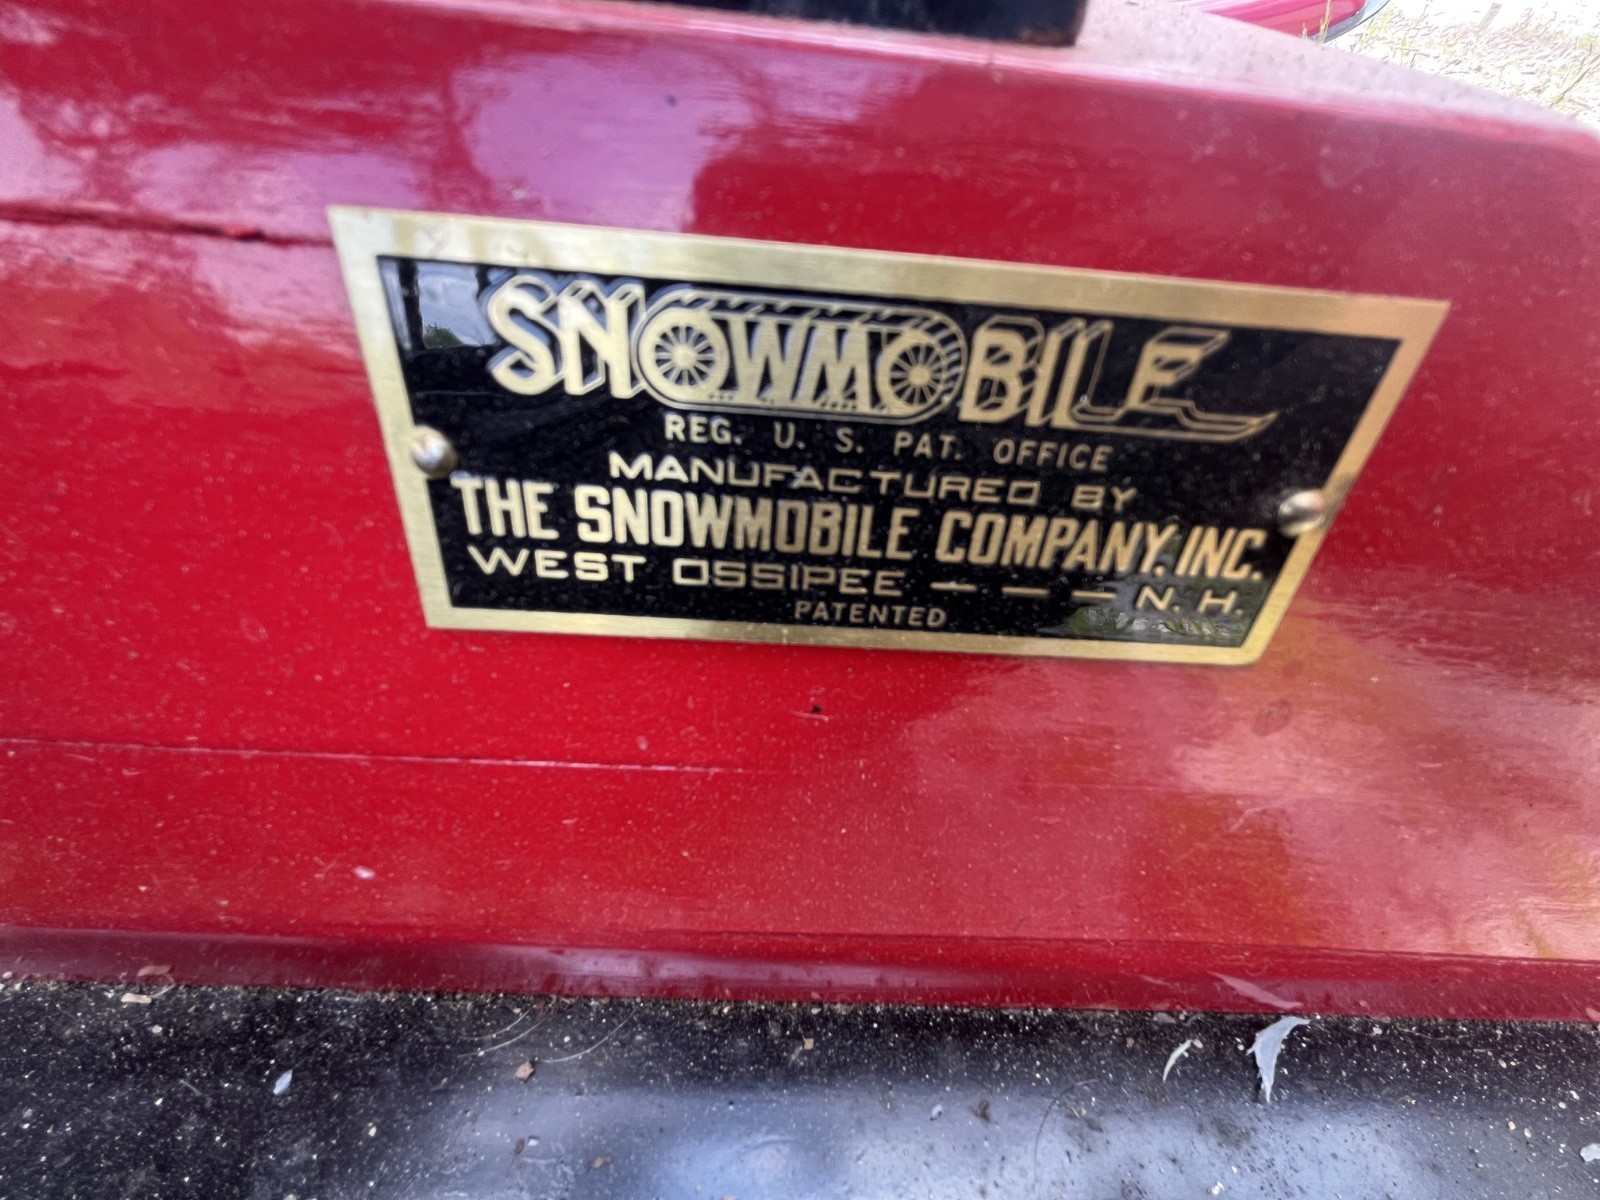 SNOWMOBILE
REG. U. S. PAT. OFFICE
MANUFACTURED BY
THE SNOWMOBILE COMPANY, INC.
WEST OSSIPEE — — — N. H.
PATENTED